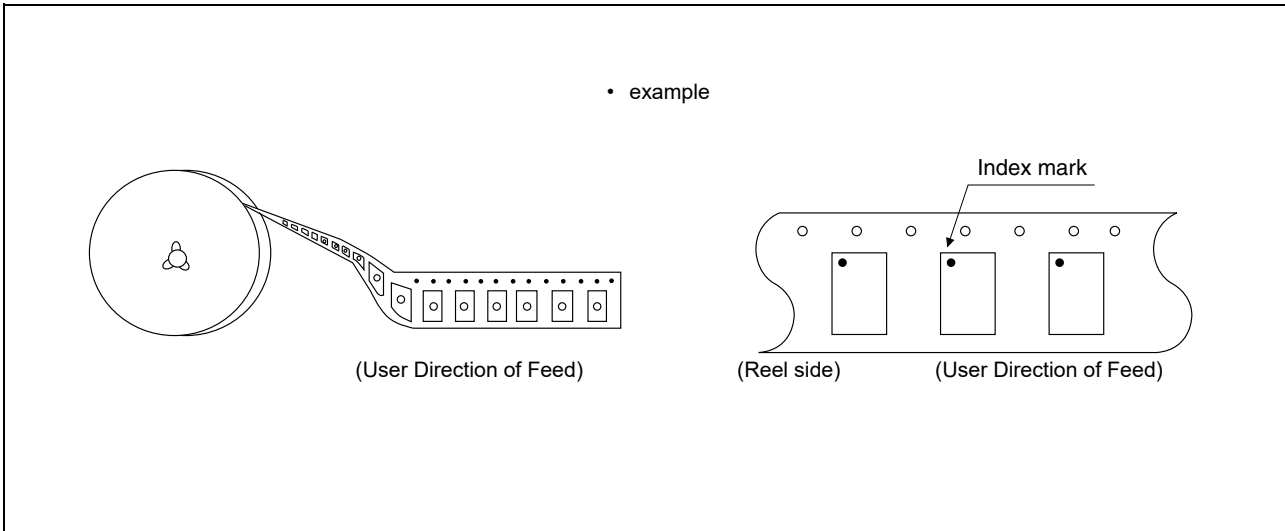 • example
Index mark
(User Direction of Feed)
(Reel side)
(User Direction of Feed)